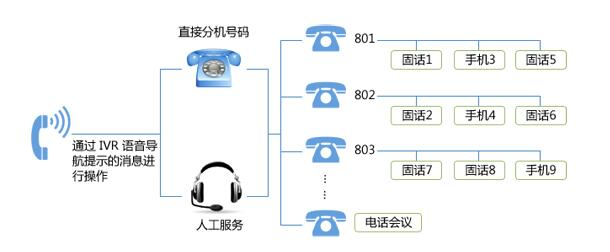 直接分机号码
通过 IVR 语音导
航提示的消息进
行操作
人工服务
801
固话1 手机3 固话5
802
固话2 手机4 固话6
803
固话7 固话8 手机9
电话会议